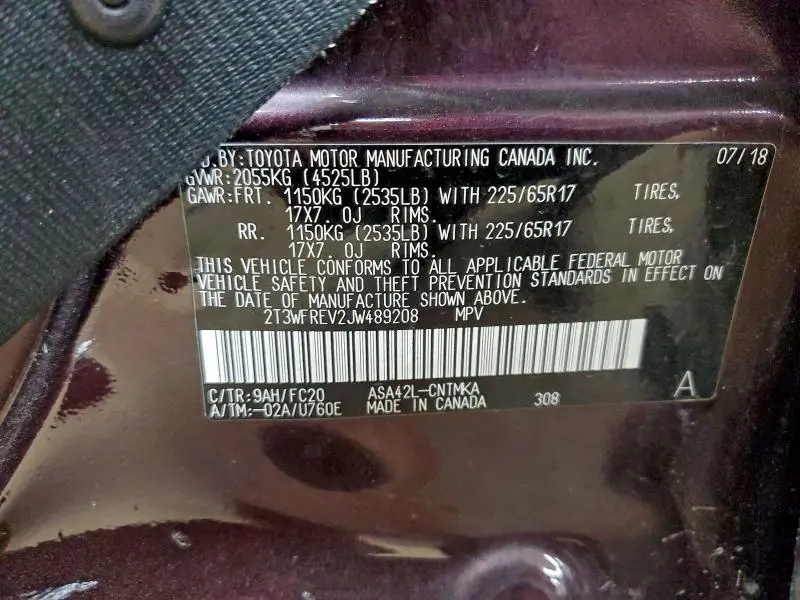 D.BY:TOYOTA MOTOR MANUFACTURING CANADA INC. 07/18
GVWR:2055KG (4525LB)
GAWR:FRT. 1150KG (2535LB) WITH 225/65R17 TIRES,
17X7. 0J RIMS.
RR. 1150KG (2535LB) WITH 225/65R17 TIRES,
17X7. 0J RIMS.
THIS VEHICLE CONFORMS TO ALL APPLICABLE FEDERAL MOTOR
VEHICLE SAFETY AND THEFT PREVENTION STANDARDS IN EFFECT ON
THE DATE OF MANUFACTURE SHOWN ABOVE.
2T3WFREV2JW489208 MPV
C/TR:9AH/FC20 ASA42L-CNTMKA A
A/TM:-02A/U760E MADE IN CANADA 308